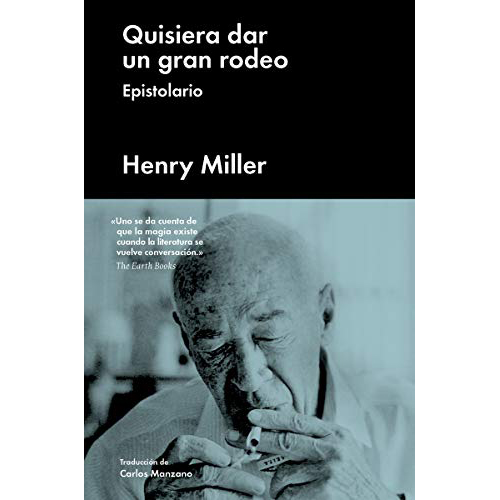 Quisiera dar
un gran rodeo
Epistolario
Henry Miller
«Uno se da cuenta de
que la magia existe
cuando la literatura se
vuelve conversación.»
The Earth Books
Traducción de
Carlos Manzano